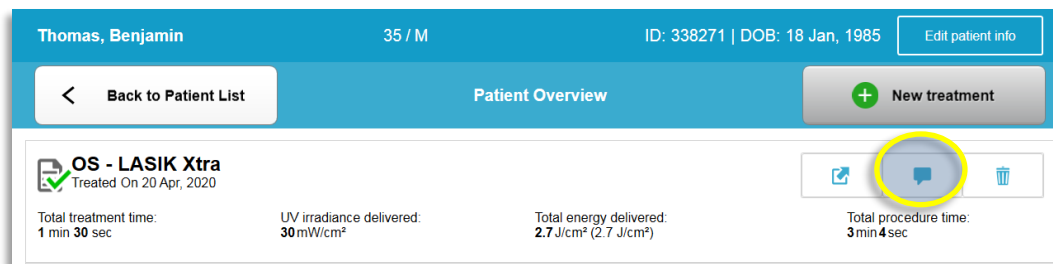 Thomas, Benjamin 35 / M ID: 338271 | DOB: 18 Jan, 1985 Edit patient info
Back to Patient List Patient Overview New treatment
OS - LASIK Xtra
Treated On 20 Apr, 2020
Total treatment time: UV irradiance delivered: Total energy delivered: Total procedure time:
1 min 30 sec 30 mW/cm² 2.7 J/cm² (2.7 J/cm²) 3 min 4 sec